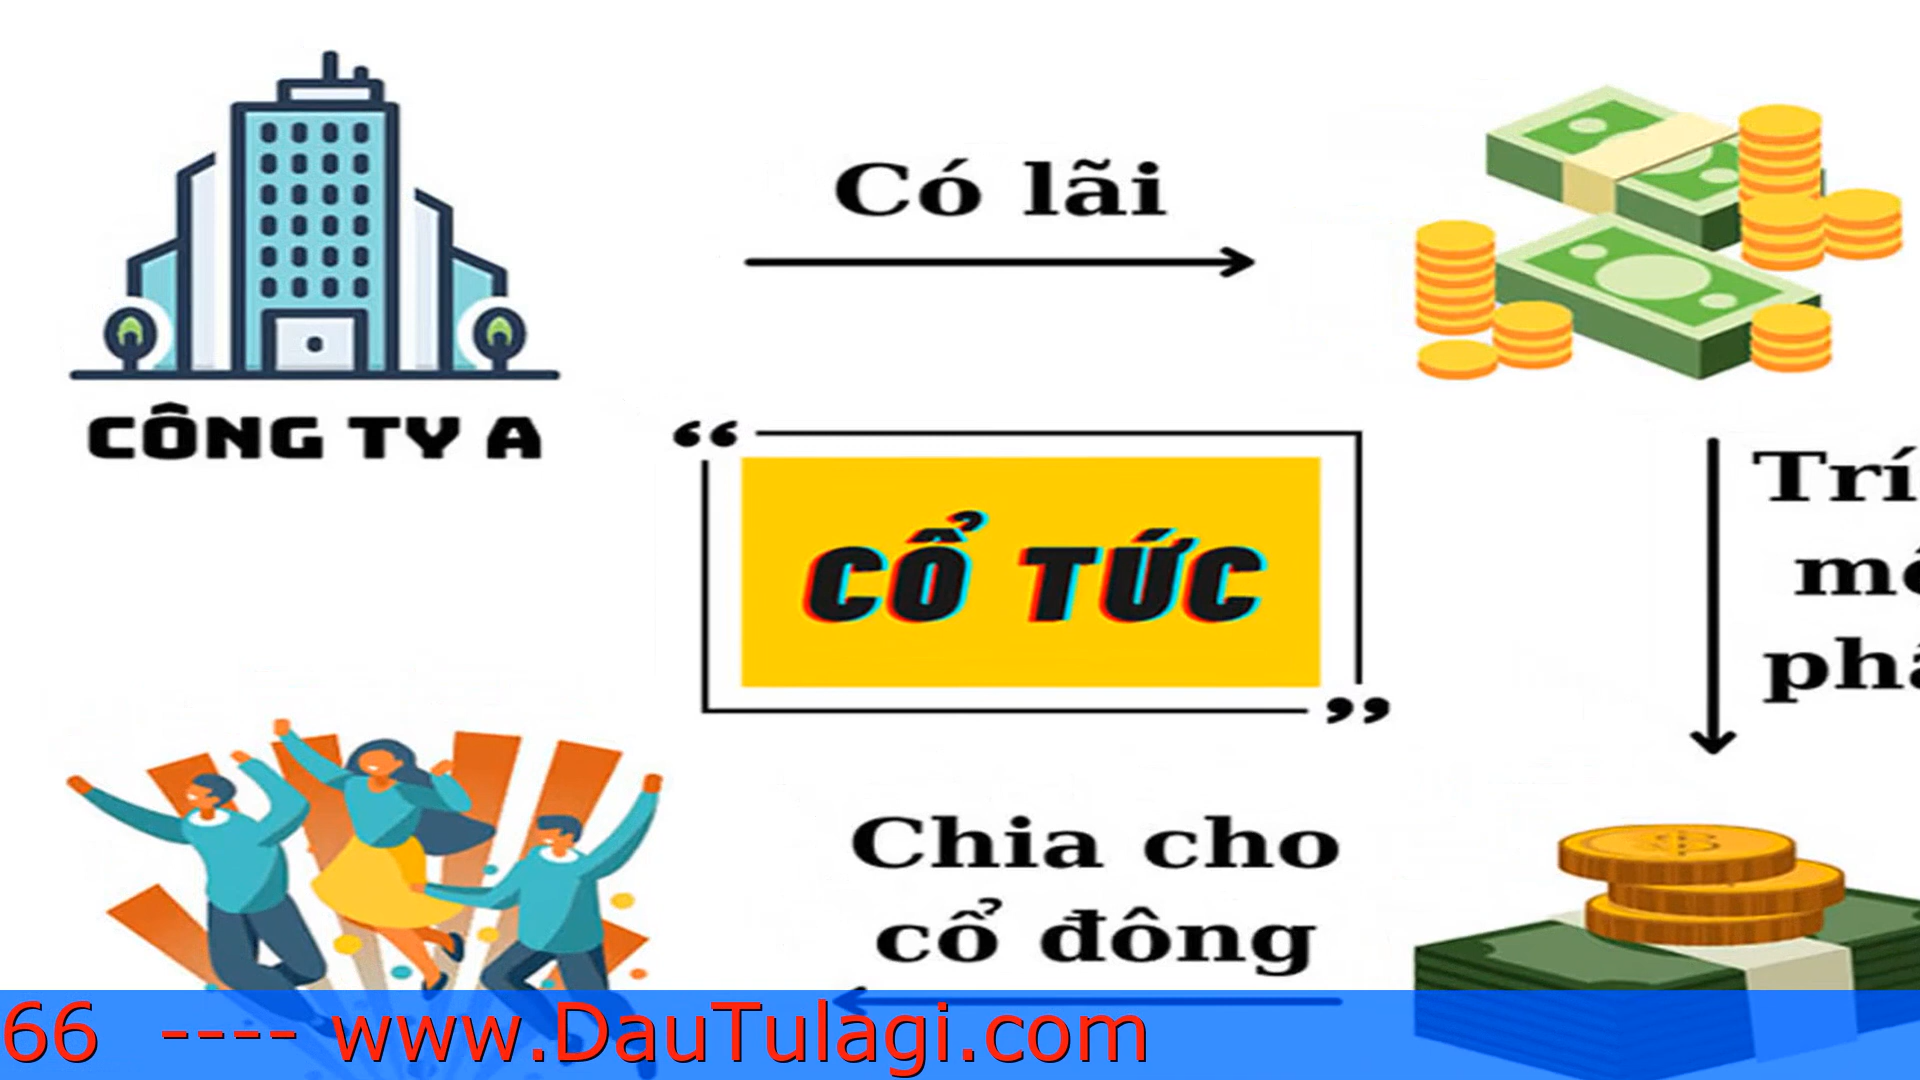 Có lãi
CÔNG TY A
CỔ TỨC
Chia cho
cổ đông
66 ---- www.DauTulagi.com